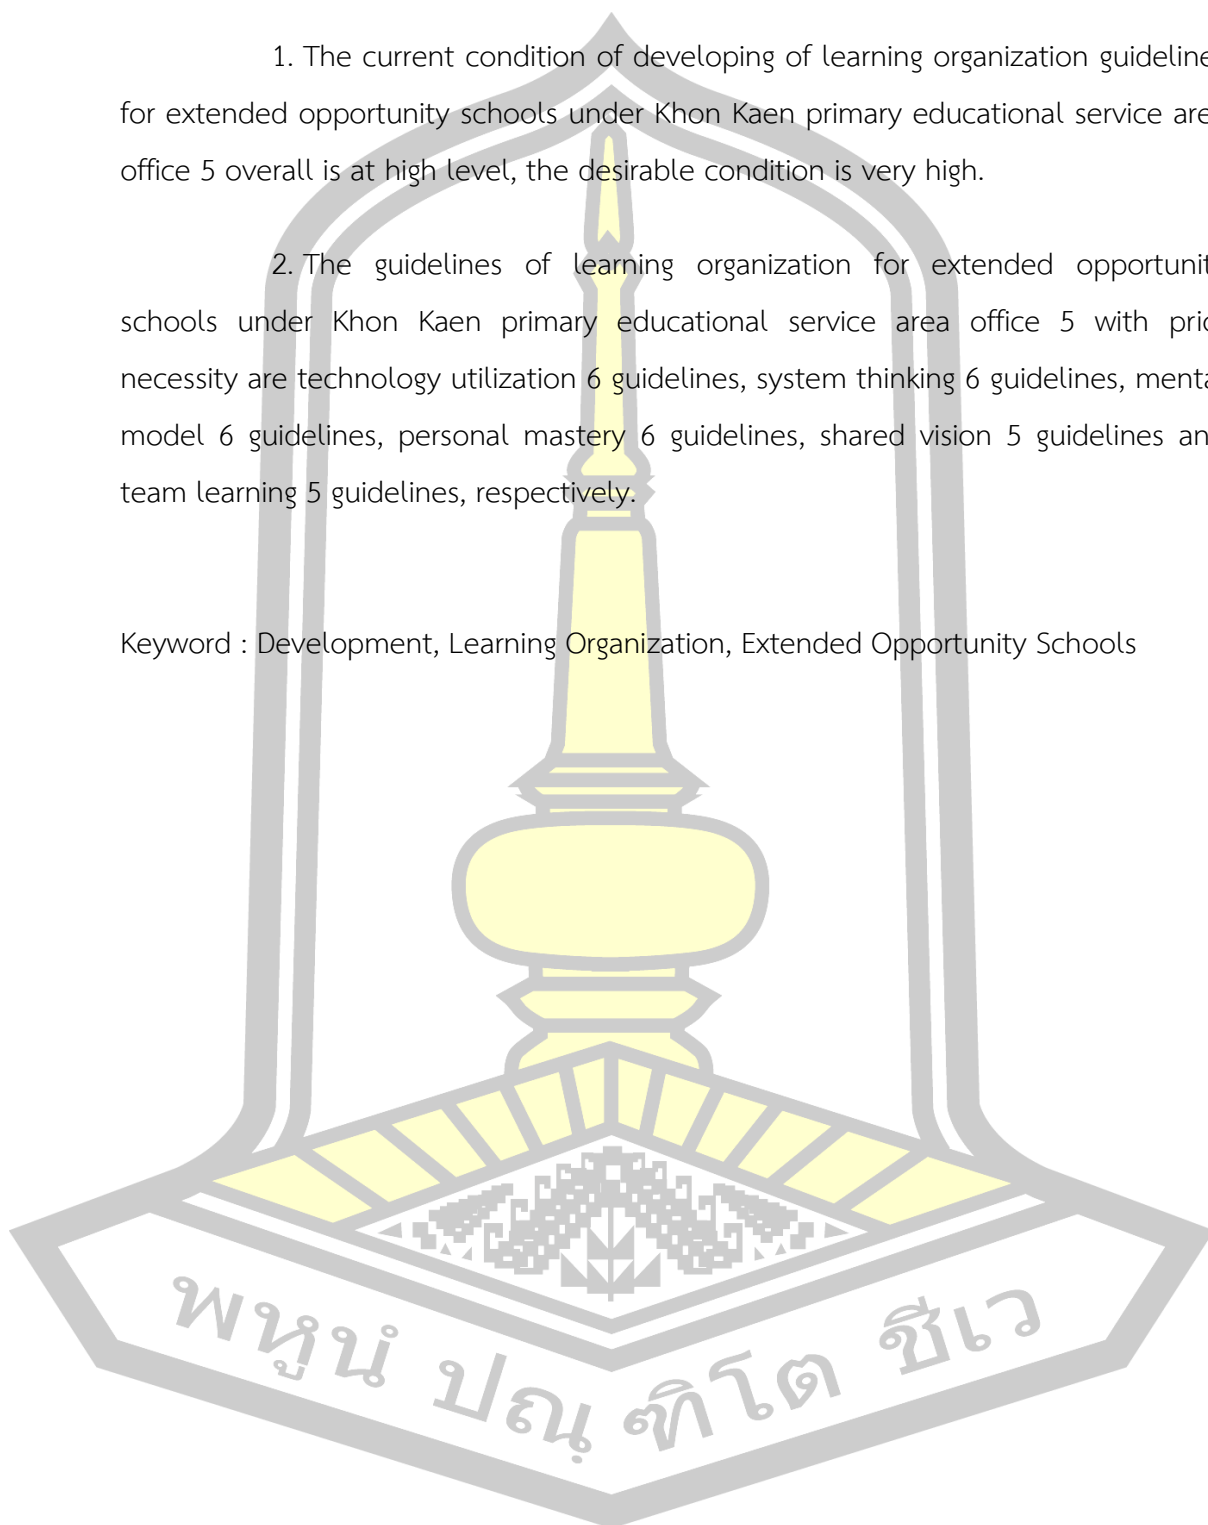 1. The current condition of developing of learning organization guideline
for extended opportunity schools under Khon Kaen primary educational service are
office 5 overall is at high level, the desirable condition is very high.
2. The guidelines of learning organization for extended opportunit
schools under Khon Kaen primary educational service area office 5 with prio
necessity are technology utilization 6 guidelines, system thinking 6 guidelines, menta
model 6 guidelines, personal mastery 6 guidelines, shared vision 5 guidelines an
team learning 5 guidelines, respectively.
Keyword : Development, Learning Organization, Extended Opportunity Schools
พหูนํ ปณฺฑิโต ชีเว